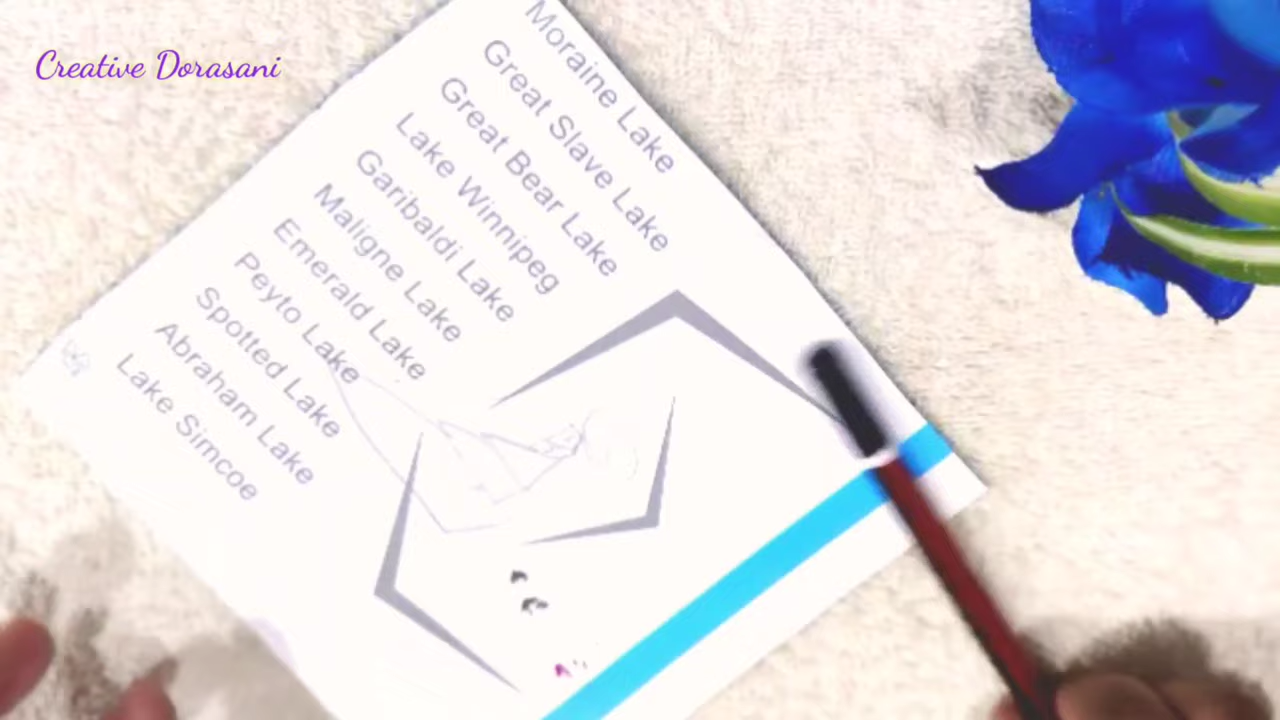 Creative Dorasani
Moraine Lake
Great Slave Lake
Great Bear Lake
Lake Winnipeg
Garibaldi Lake
Maligne Lake
Emerald Lake
Peyto Lake
Spotted Lake
Abraham Lake
Lake Simcoe